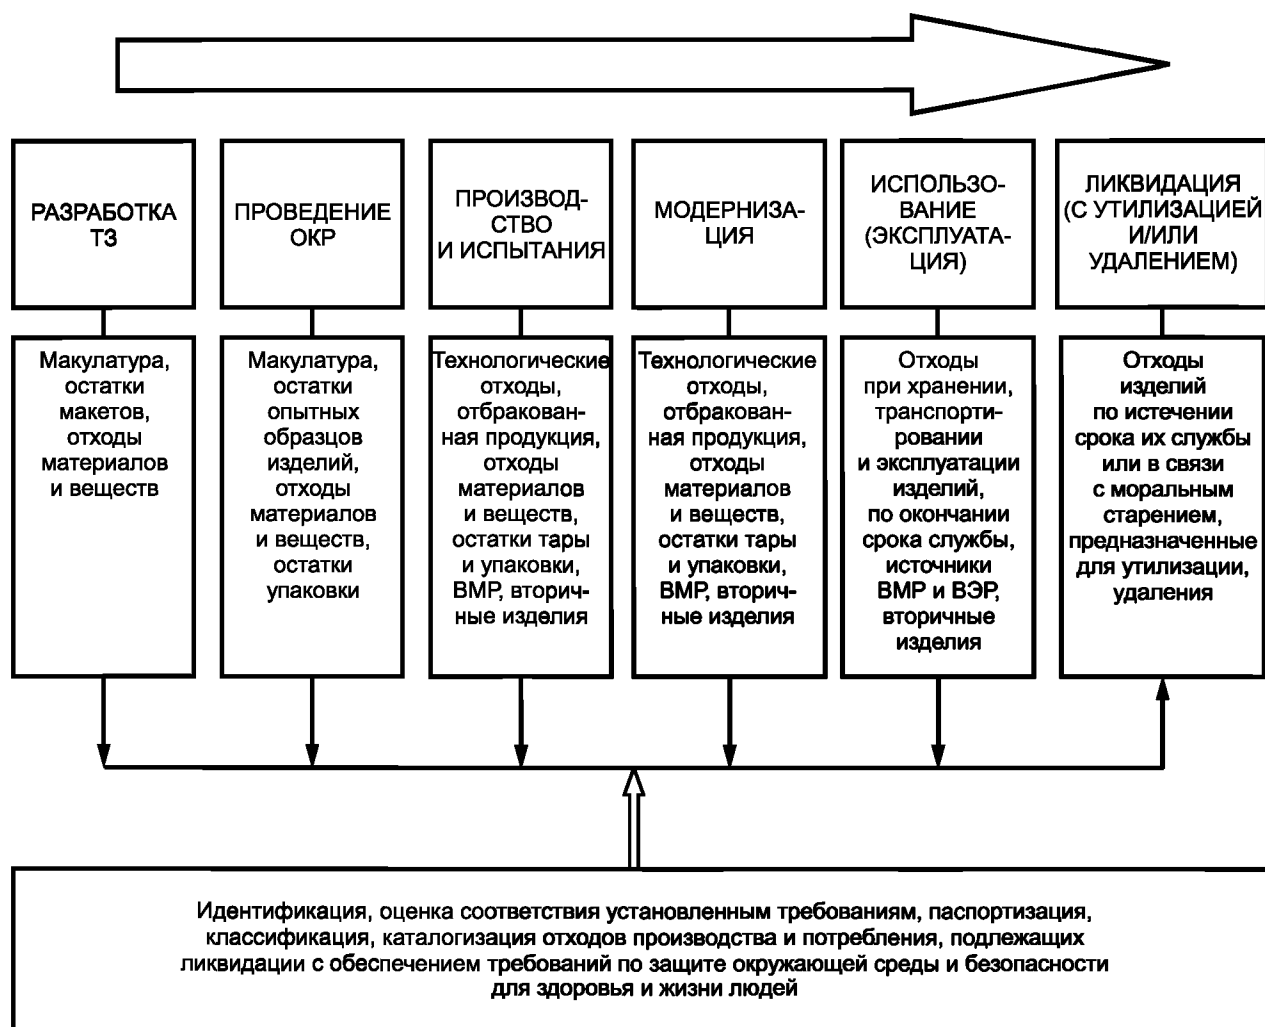 РАЗРАБОТКА
ТЗ
ПРОВЕДЕНИЕ
ОКР
ПРОИЗВОД-
СТВО
И ИСПЫТАНИЯ
МОДЕРНИЗА-
ЦИЯ
ИСПОЛЬЗО-
ВАНИЕ
(ЭКСПЛУАТА-
ЦИЯ)
ЛИКВИДАЦИЯ
(С УТИЛИЗАЦИЕЙ
И/ИЛИ
УДАЛЕНИЕМ)
Макулатура,
остатки
макетов,
отходы
материалов
и веществ
Макулатура,
остатки
опытных
образцов
изделий,
отходы
материалов
и веществ,
остатки
упаковки
Технологические
отходы,
отбракован-
ная продукция,
отходы
материалов
и веществ,
остатки тары
и упаковки,
ВМР, вторич-
ные изделия
Технологические
отходы,
отбракован-
ная продукция,
отходы
материалов
и веществ,
остатки тары
и упаковки,
ВМР, вторич-
ные изделия
Отходы
при хранении,
транспорти-
ровании
и эксплуатации
изделий,
по окончании
срока службы,
источники
ВМР и ВЭР,
вторичные
изделия
Отходы
изделий
по истечении
срока их службы
или в связи
с моральным
старением,
предназначенные
для утилизации,
удаления
Идентификация, оценка соответствия установленным требованиям, паспортизация,
классификация, каталогизация отходов производства и потребления, подлежащих
ликвидации с обеспечением требований по защите окружающей среды и безопасности
для здоровья и жизни людей